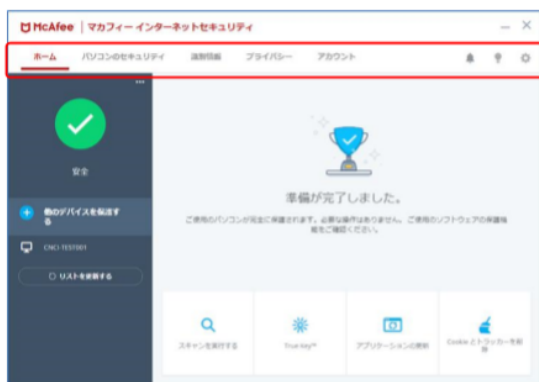 McAfee | マカフィー インターネットセキュリティ
ホーム パソコンのセキュリティ 識別情報 プライバシー アカウント
安全
他のデバイスを保護する
CNCI-TEST001
リストを更新する
準備が完了しました。
ご使用のパソコンが完全に保護されます。必要な操作はありません。ご使用のソフトウェアの保護機
能をご確認ください。
スキャンを実行する
True Key™
アプリケーションの更新
Cookie とトラッカーを削
除